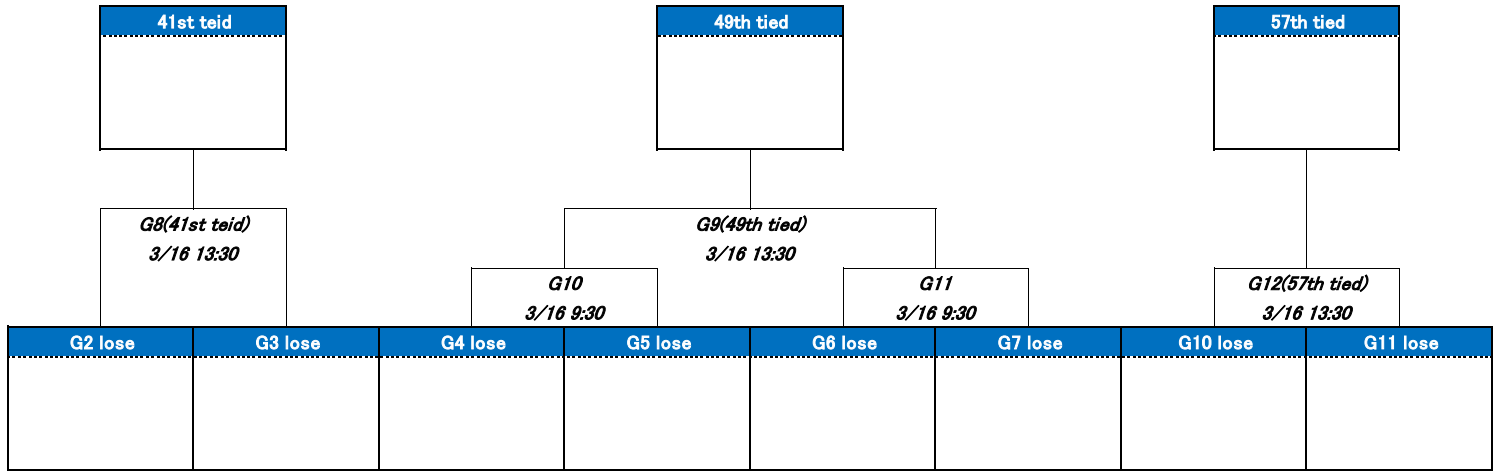 41st teid
49th tied
57th tied
G8(41st teid)
3/16 13:30
G9(49th tied)
3/16 13:30
G10
3/16 9:30
G11
3/16 9:30
G12(57th tied)
3/16 13:30
G2 lose
G3 lose
G4 lose
G5 lose
G6 lose
G7 lose
G10 lose
G11 lose